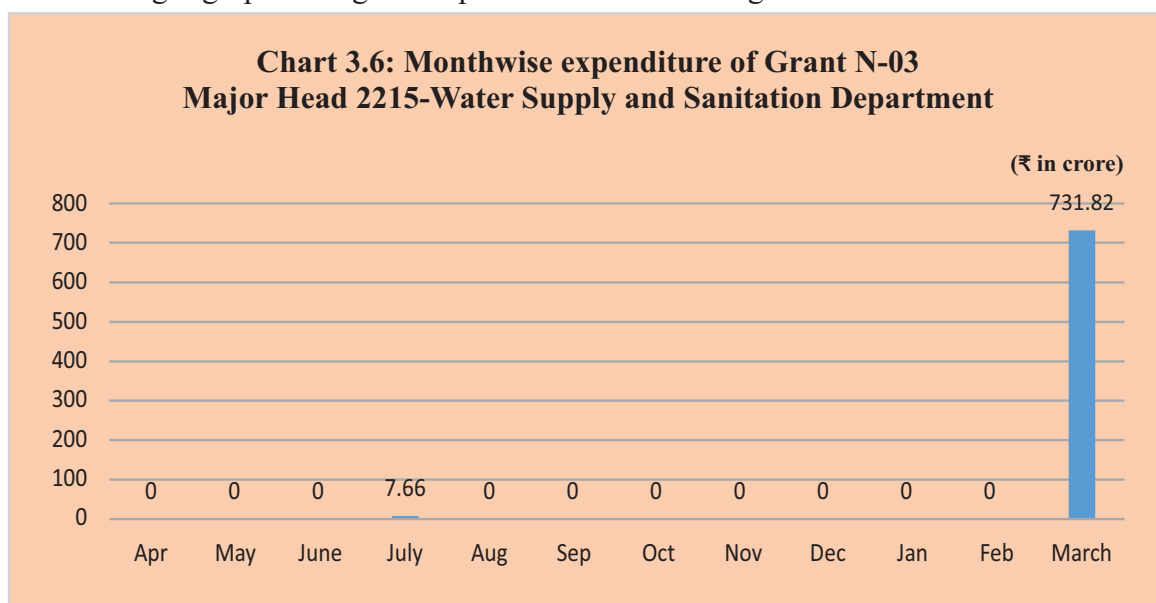 Chart 3.6: Monthwise expenditure of Grant N-03
Major Head 2215-Water Supply and Sanitation Department
(₹ in crore)
800
700
600
500
400
300
200
100
0
0 0 0 7.66 0 0 0 0 0 0 0 731.82
Apr May June July Aug Sep Oct Nov Dec Jan Feb March